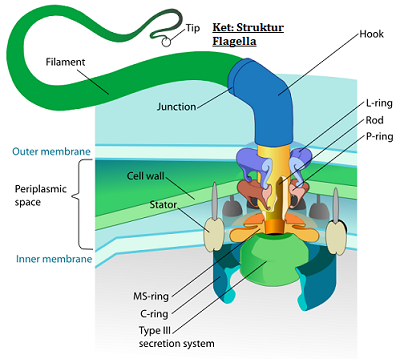 Tip
Ket: Struktur
Flagella
Hook
Filament
Junction
L-ring
Rod
P-ring
Outer membrane
Periplasmic
space
Cell wall
Stator
Inner membrane
MS-ring
C-ring
Type III
secretion system